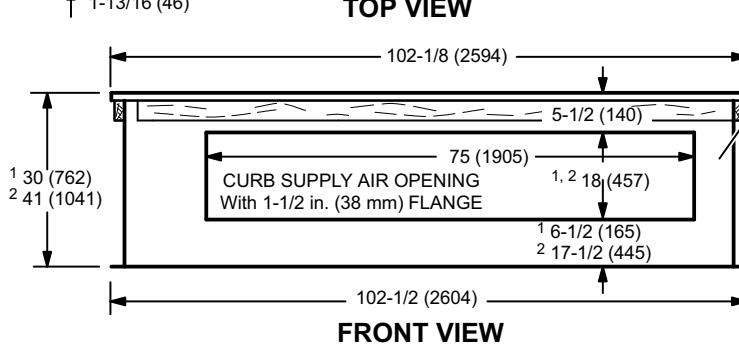 1-13/16 (46)
TOP VIEW
102-1/8 (2594)
5-1/2 (140)
75 (1905)
1 30 (762)
2 41 (1041)
CURB SUPPLY AIR OPENING
With 1-1/2 in. (38 mm) FLANGE
1, 2 18 (457)
1 6-1/2 (165)
2 17-1/2 (445)
102-1/2 (2604)
FRONT VIEW